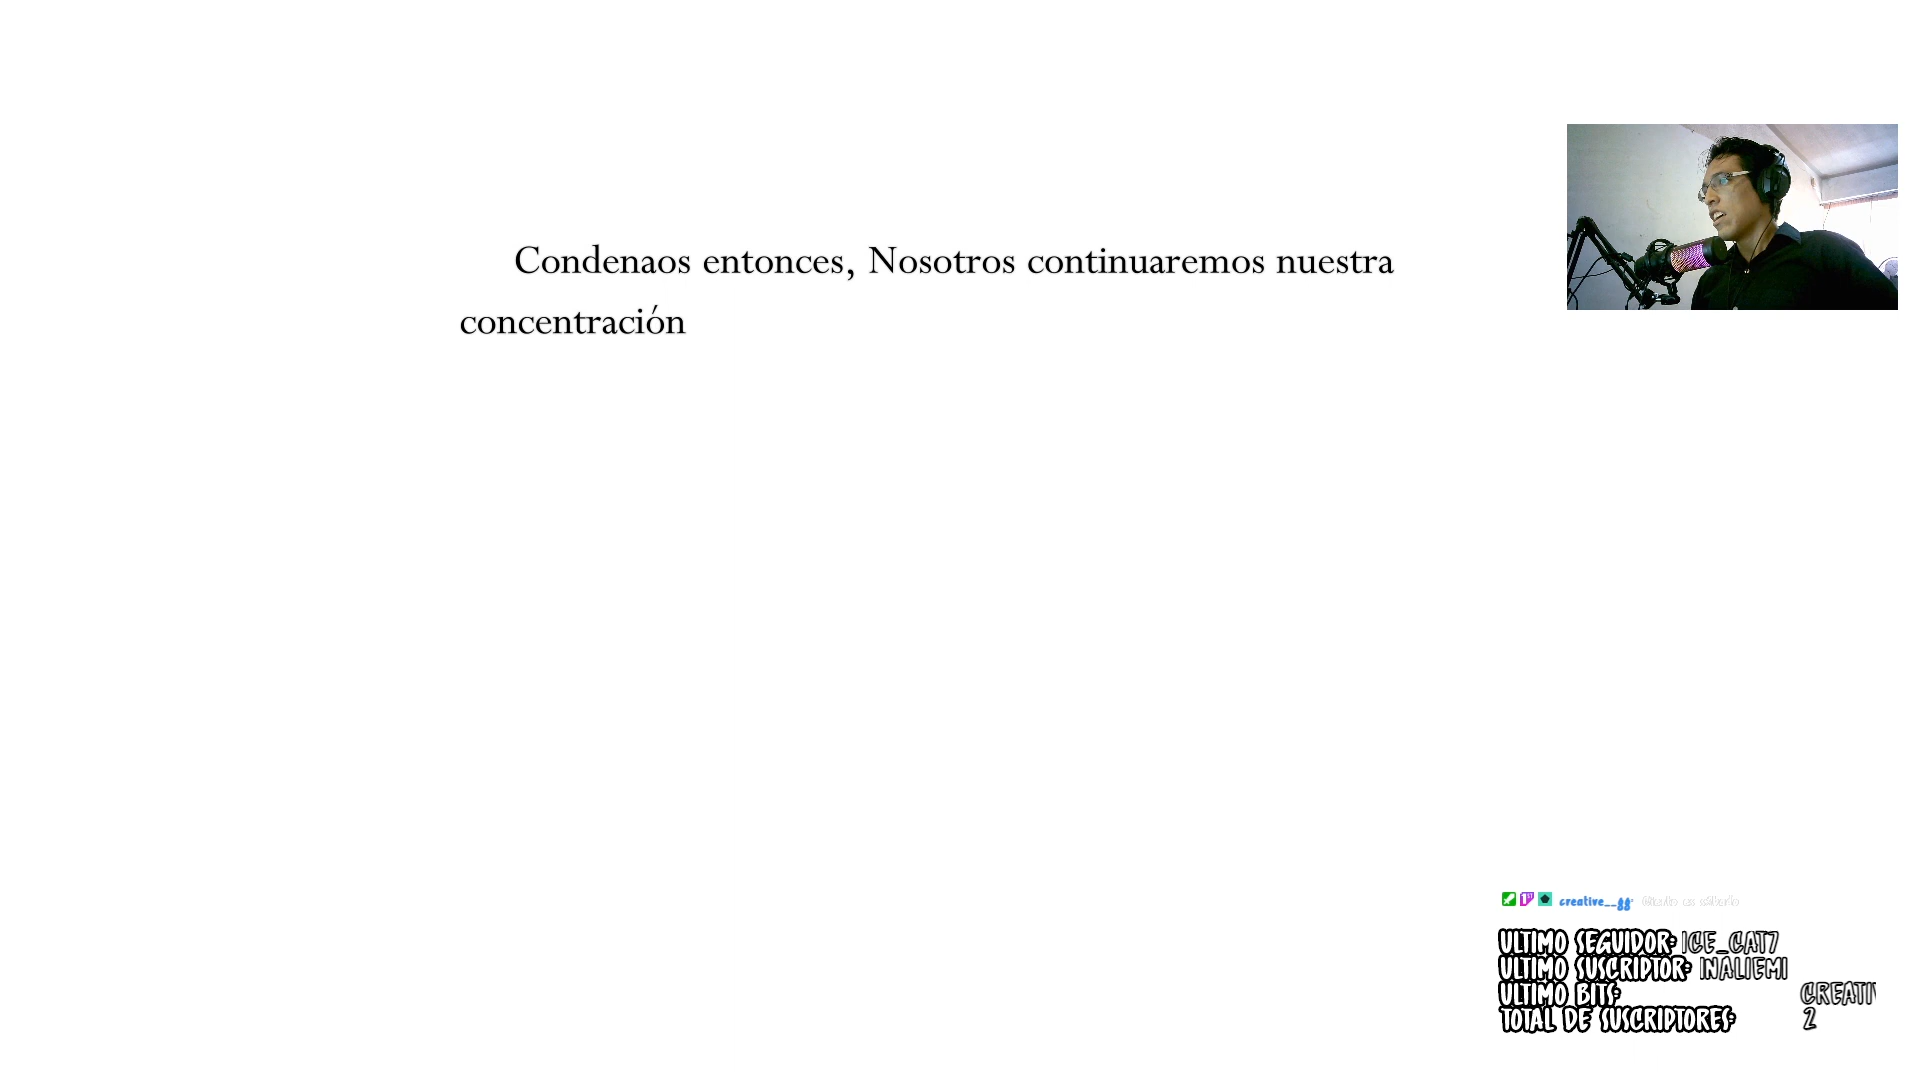 Condenaos entonces, Nosotros continuaremos nuestra
concentración
creative__gg:
ULTIMO SEGUIDOR: ICE_CAT7
ULTIMO SUSCRIPTOR: INALIEMI
ULTIMO BITS: CREATIV
TOTAL DE SUSCRIPTORES: 2